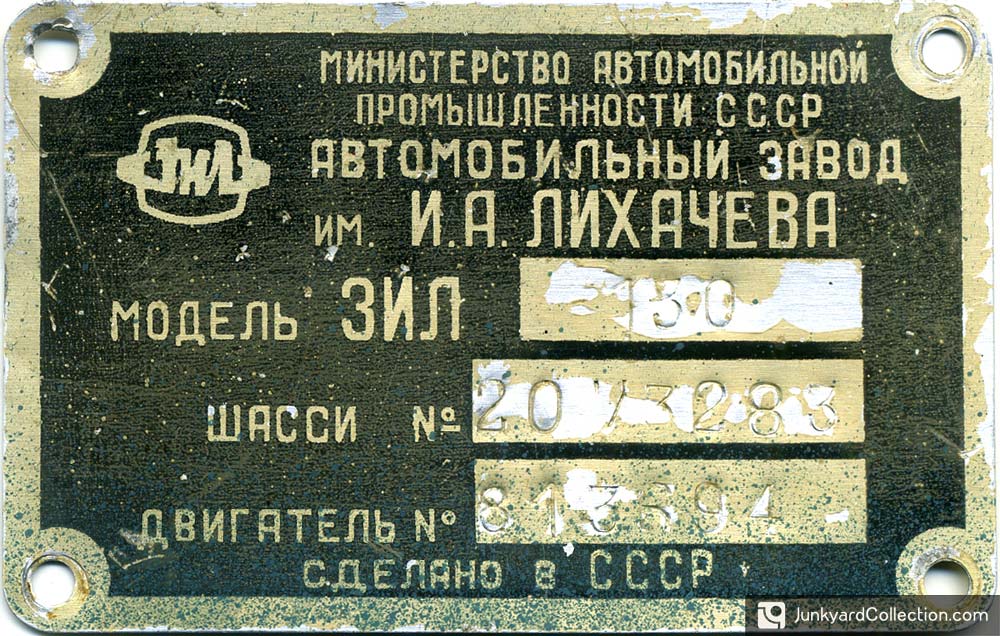 МИНИСТЕРСТВО АВТОМОБИЛЬНОЙ
ПРОМЫШЛЕННОСТИ СССР
ЗИЛ
АВТОМОБИЛЬНЫЙ ЗАВОД
ИМ. И.А. ЛИХАЧЕВА
МОДЕЛЬ ЗИЛ 130
ШАССИ №
ДВИГАТЕЛЬ №
СДЕЛАНО В СССР
JunkyardCollection.com